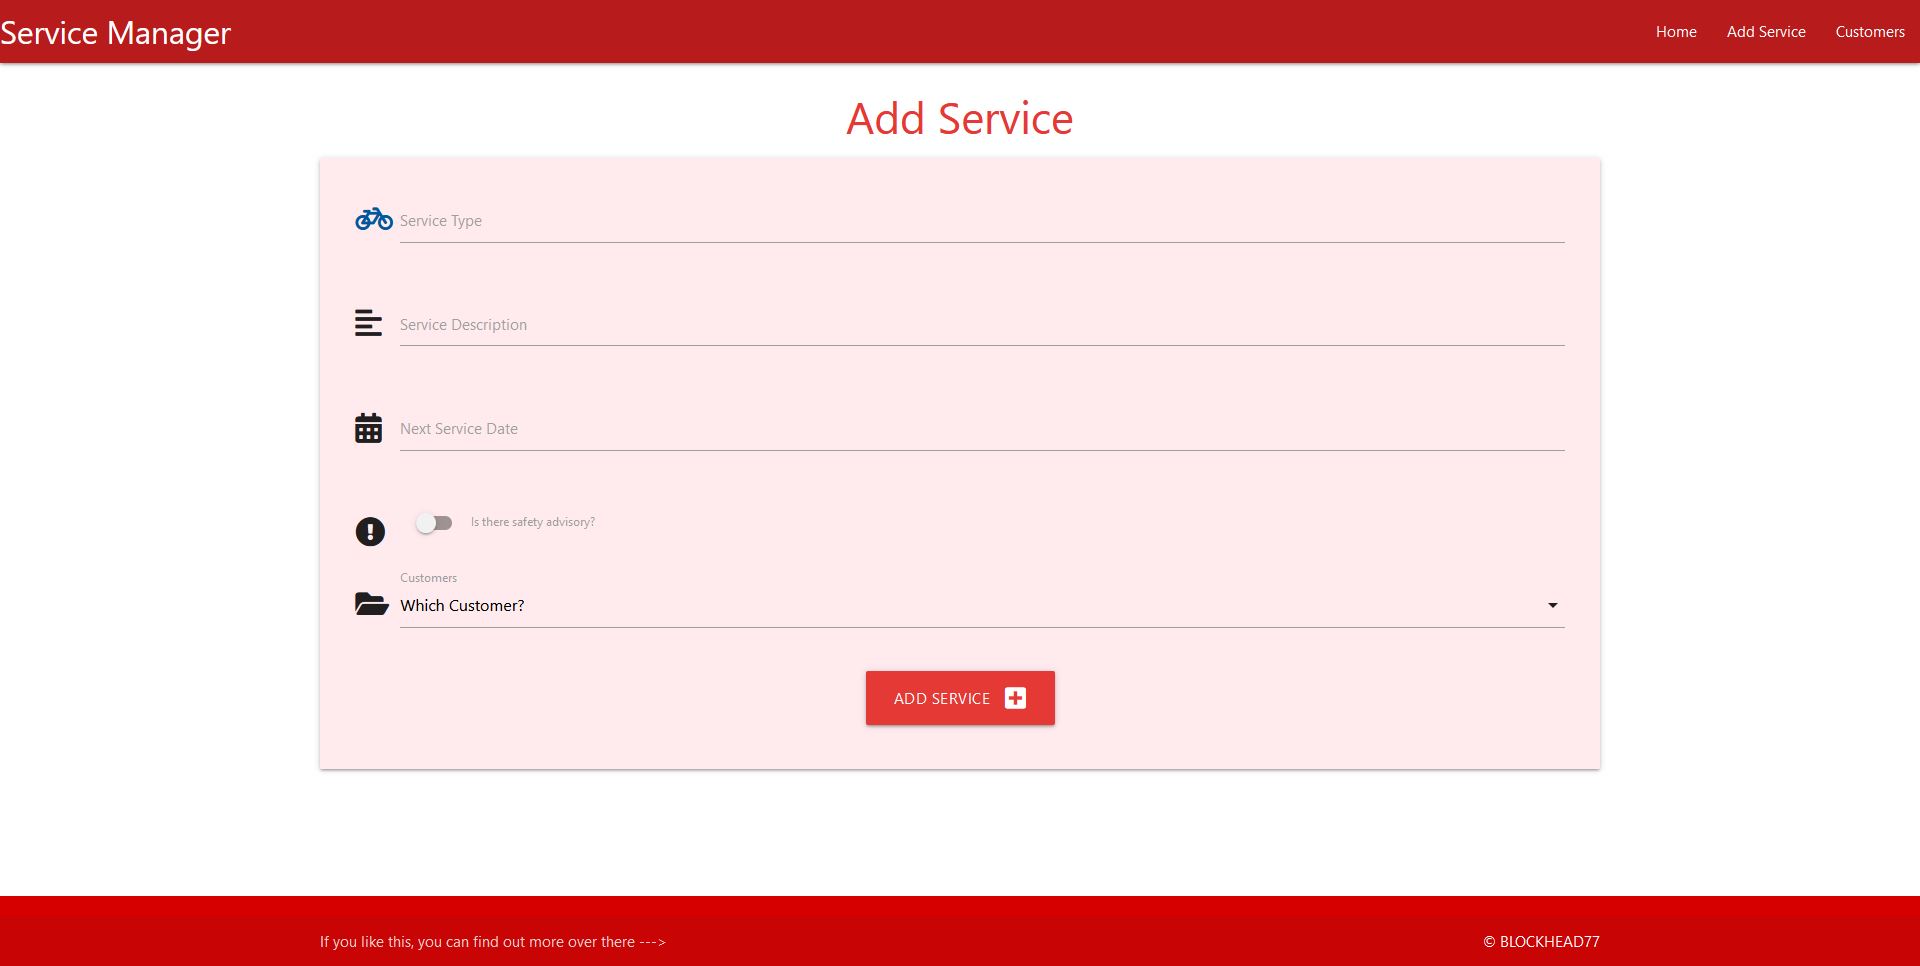 Service Manager
Home
Add Service
Customers
Add Service
Service Type
Service Description
Next Service Date
Is there safety advisory?
Customers
Which Customer?
ADD SERVICE
If you like this, you can find out more over there --->
© BLOCKHEAD77